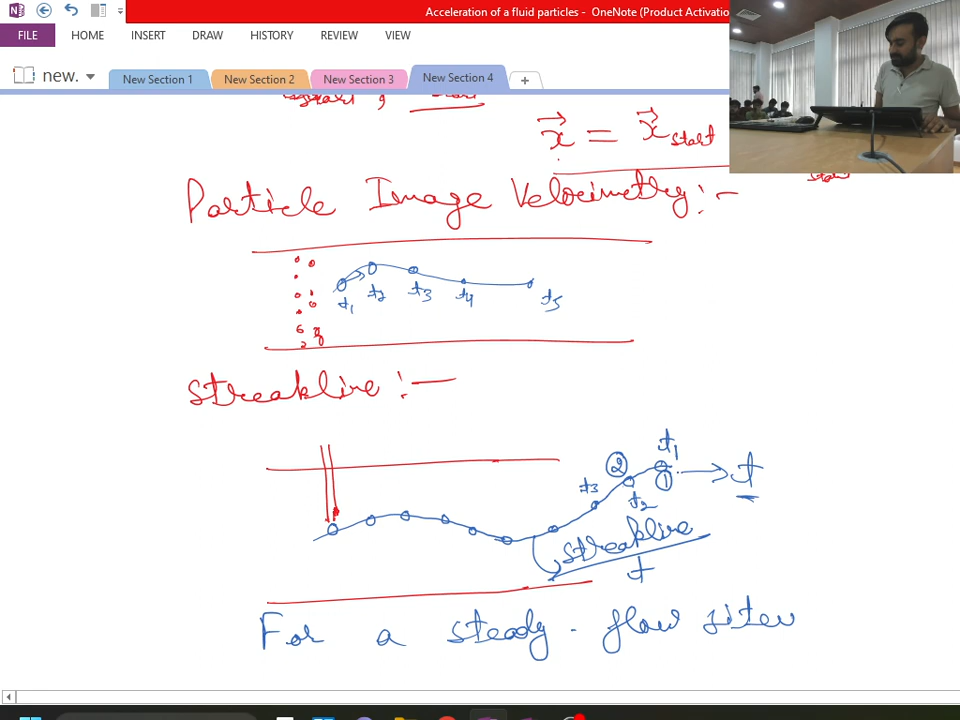 Acceleration of a fluid particles - OneNote (Product Activatio
FILE HOME INSERT DRAW HISTORY REVIEW VIEW
new. New Section 1 New Section 2 New Section 3 New Section 4 +
x = x start
Particle Image Velocimetry :-
t1 t2 t3 t4 t5
Streakline :-
t1
t3 2 1 t
t2
streakline
t
For a steady. flow